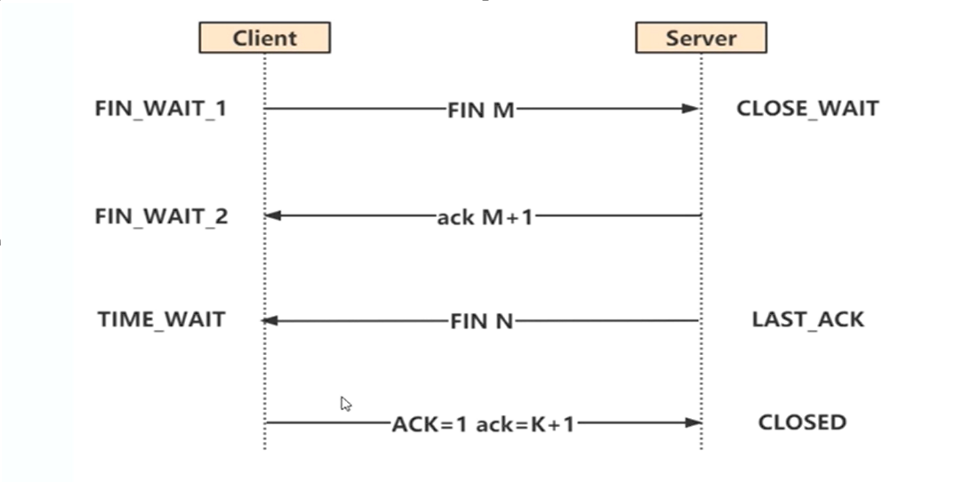 Client Server
FIN_WAIT_1 FIN M CLOSE_WAIT
FIN_WAIT_2 ack M+1
TIME_WAIT FIN N LAST_ACK
ACK=1 ack=K+1 CLOSED